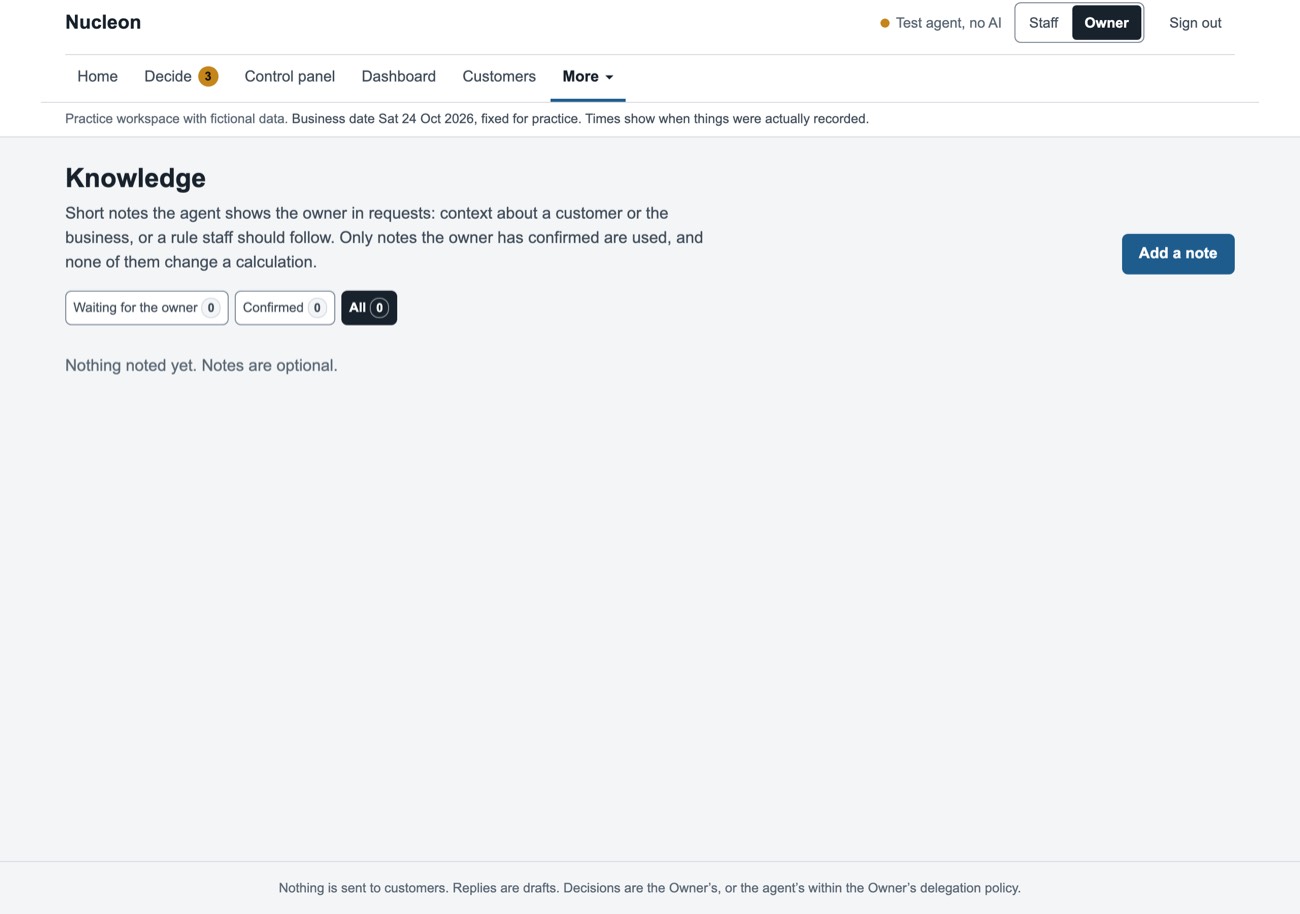 Nucleon
Test agent, no AI
Staff
Owner
Sign out
Home
Decide 3
Control panel
Dashboard
Customers
More
Practice workspace with fictional data. Business date Sat 24 Oct 2026, fixed for practice. Times show when things were actually recorded.
Knowledge
Short notes the agent shows the owner in requests: context about a customer or the
business, or a rule staff should follow. Only notes the owner has confirmed are used, and
none of them change a calculation.
Add a note
Waiting for the owner 0
Confirmed 0
All 0
Nothing noted yet. Notes are optional.
Nothing is sent to customers. Replies are drafts. Decisions are the Owner’s, or the agent’s within the Owner’s delegation policy.